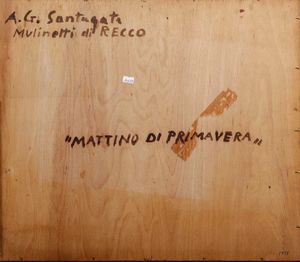 A.G. Santagata
Mulinetti di RECCO
"MATTINO DI PRIMAVERA"